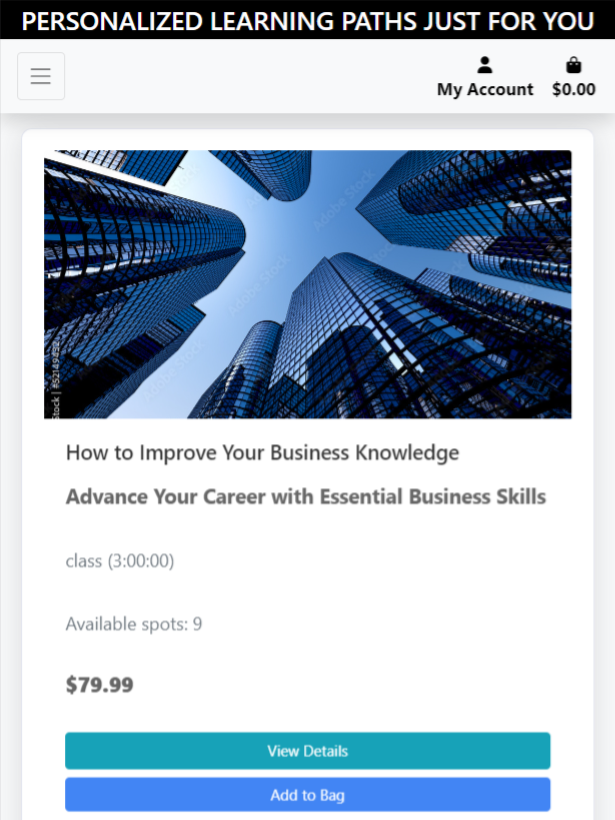 PERSONALIZED LEARNING PATHS JUST FOR YOU
My Account
$0.00
Adobe Stock
Adobe Stock
How to Improve Your Business Knowledge
Advance Your Career with Essential Business Skills
class (3:00:00)
Available spots: 9
$79.99
View Details
Add to Bag